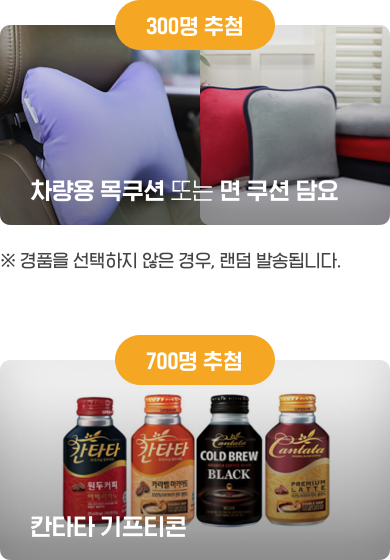 300명 추첨
차량용 목쿠션 또는 면 쿠션 담요
※ 경품을 선택하지 않은 경우, 랜덤 발송됩니다.
700명 추첨
칸타타 칸타타 Cantata Cantata
COLD BREW
BLACK
원두커피 카라멜 마키아또 PREMIUM
LATTE
칸타타 기프티콘